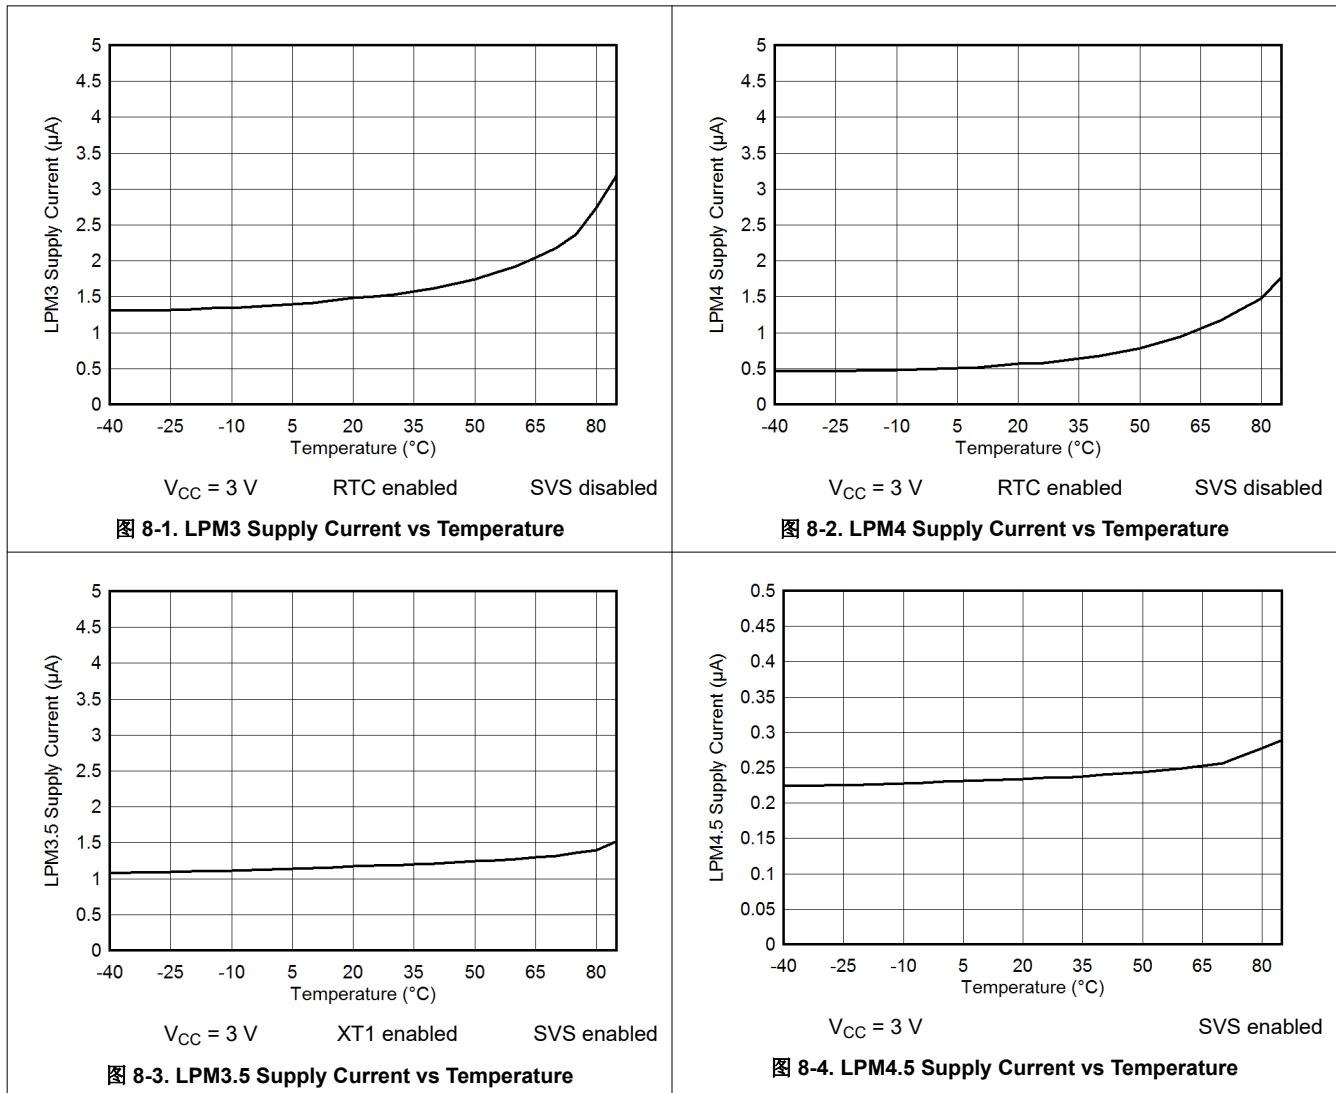 5
4.5
4
3.5
3
2.5
2
1.5
1
0.5
0
LPM3 Supply Current (µA)
-40 -25 -10 5 20 35 50 65 80
Temperature (°C)
VCC = 3 V RTC enabled SVS disabled
图 8-1. LPM3 Supply Current vs Temperature
5
4.5
4
3.5
3
2.5
2
1.5
1
0.5
0
LPM4 Supply Current (µA)
-40 -25 -10 5 20 35 50 65 80
Temperature (°C)
VCC = 3 V RTC enabled SVS disabled
图 8-2. LPM4 Supply Current vs Temperature
5
4.5
4
3.5
3
2.5
2
1.5
1
0.5
0
LPM3.5 Supply Current (µA)
-40 -25 -10 5 20 35 50 65 80
Temperature (°C)
VCC = 3 V XT1 enabled SVS enabled
图 8-3. LPM3.5 Supply Current vs Temperature
0.5
0.45
0.4
0.35
0.3
0.25
0.2
0.15
0.1
0.05
0
LPM4.5 Supply Current (µA)
-40 -25 -10 5 20 35 50 65 80
Temperature (°C)
VCC = 3 V SVS enabled
图 8-4. LPM4.5 Supply Current vs Temperature